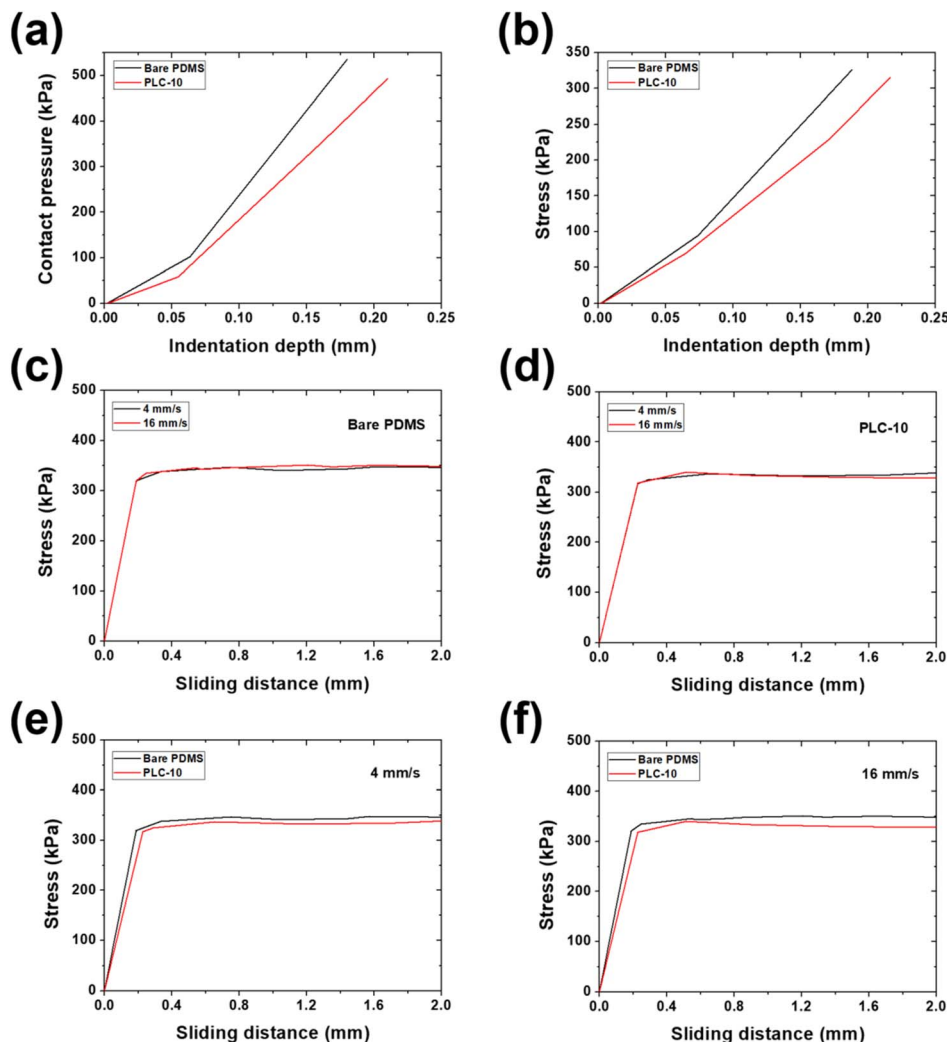 (a)
Contact pressure (kPa)
500
400
300
200
100
0
Bare PDMS
PLC-10
0.00 0.05 0.10 0.15 0.20 0.25
Indentation depth (mm)
(b)
Stress (kPa)
350
300
250
200
150
100
50
0
Bare PDMS
PLC-10
0.00 0.05 0.10 0.15 0.20 0.25
Indentation depth (mm)
(c)
Stress (kPa)
500
400
300
300
100
0
4 mm/s
16 mm/s
Bare PDMS
0.0 0.4 0.8 1.2 1.6 2.0
Sliding distance (mm)
(d)
Stress (kPa)
500
400
300
300
100
0
4 mm/s
16 mm/s
PLC-10
0.0 0.4 0.8 1.2 1.6 2.0
Sliding distance (mm)
(e)
Stress (kPa)
500
400
300
300
100
0
Bare PDMS
PLC-10
4 mm/s
0.0 0.4 0.8 1.2 1.6 2.0
Sliding distance (mm)
(f)
Stress (kPa)
500
400
300
300
100
0
Bare PDMS
PLC-10
16 mm/s
0.0 0.4 0.8 1.2 1.6 2.0
Sliding distance (mm)